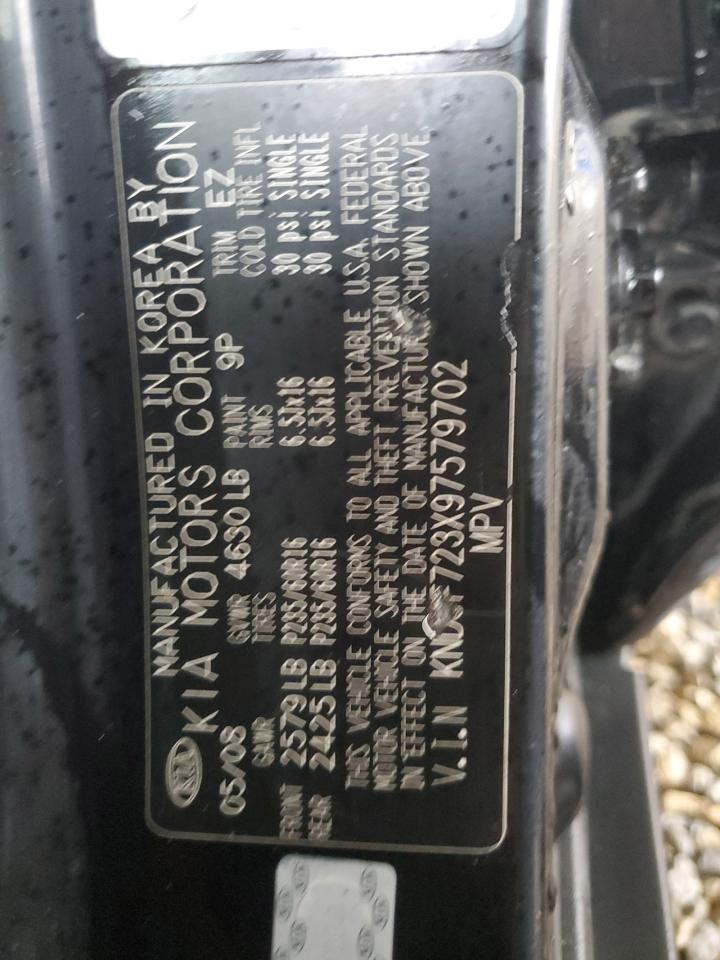 MANUFACTURED IN KOREA BY
KIA KIA MOTORS CORPORATION
05/08 GVWR 4630 LB PAINT 9P TRIM EZ
GAWR TIRES RIMS COLD TIRE INFL
FRONT 2579 LB P235/60R16 6.5Jx16 30 psi SINGLE
REAR 2425 LB P235/60R16 6.5Jx16 30 psi SINGLE
THIS VEHICLE CONFORMS TO ALL APPLICABLE U.S.A. FEDERAL
MOTOR VEHICLE SAFETY AND THEFT PREVENTION STANDARDS
IN EFFECT ON THE DATE OF MANUFACTURE SHOWN ABOVE.
V.I.N
MPV